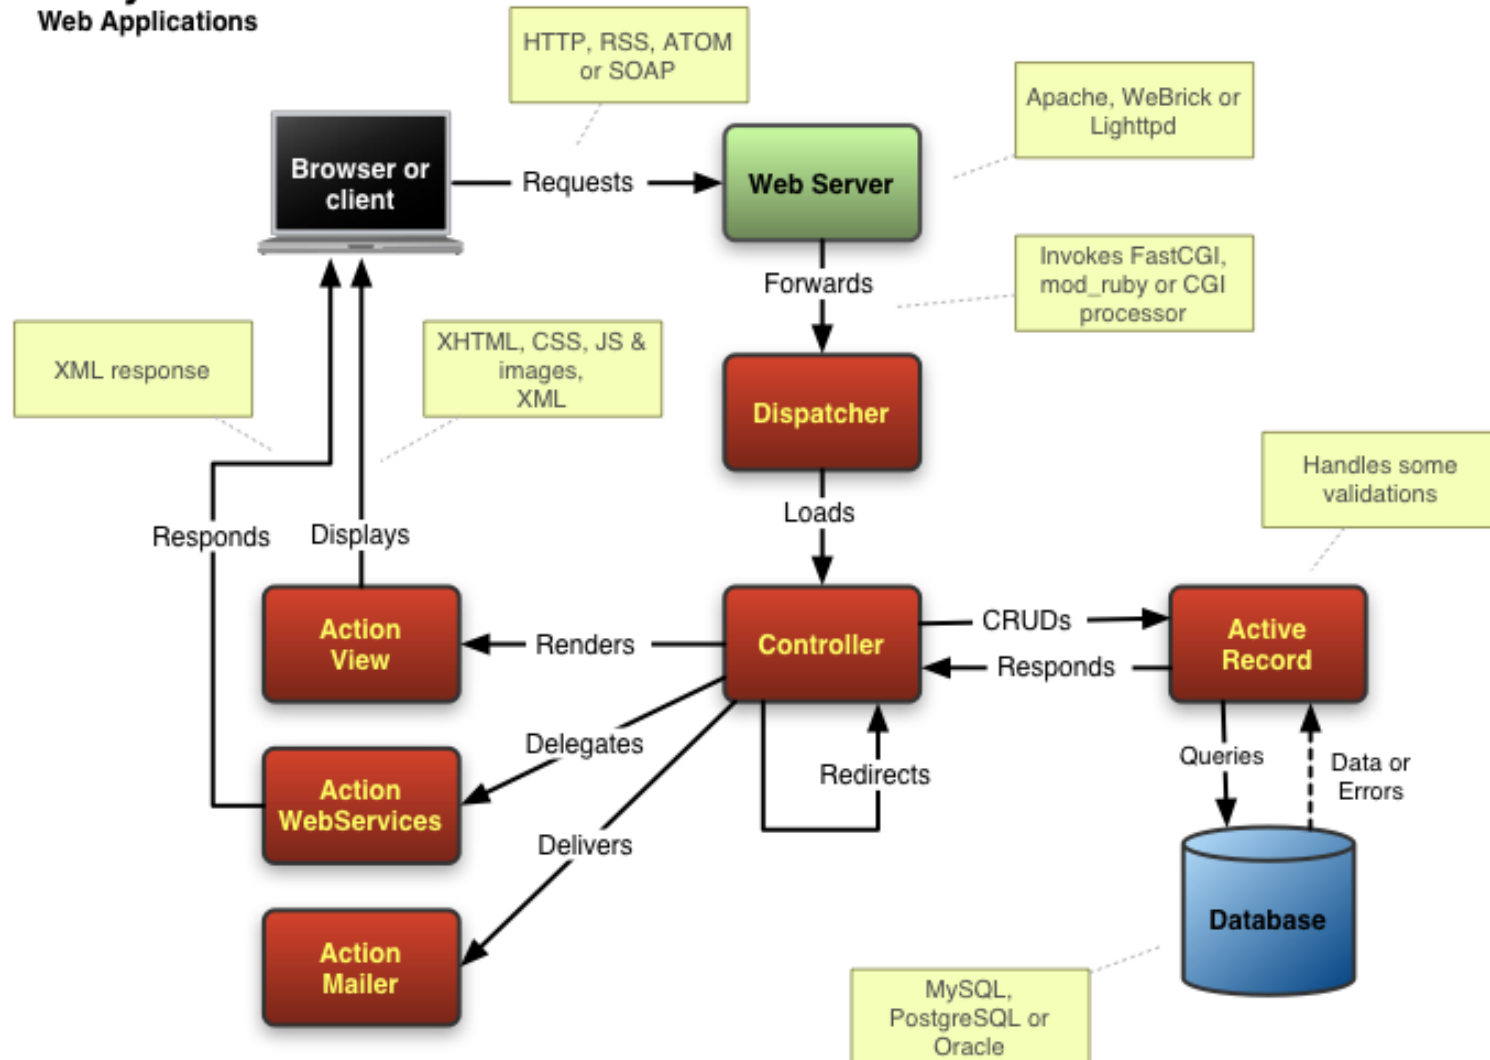 Web Applications
HTTP, RSS, ATOM
or SOAP
Apache, WeBrick or
Lighttpd
Browser or
client
Requests
Web Server
Invokes FastCGI,
mod_ruby or CGI
processor
Forwards
XML response
XHTML, CSS, JS &
images,
XML
Dispatcher
Handles some
validations
Loads
Responds
Displays
Action
View
Renders
Controller
CRUDs
Responds
Active
Record
Delegates
Redirects
Queries
Data or
Errors
Action
WebServices
Delivers
Action
Mailer
Database
MySQL,
PostgreSQL or
Oracle